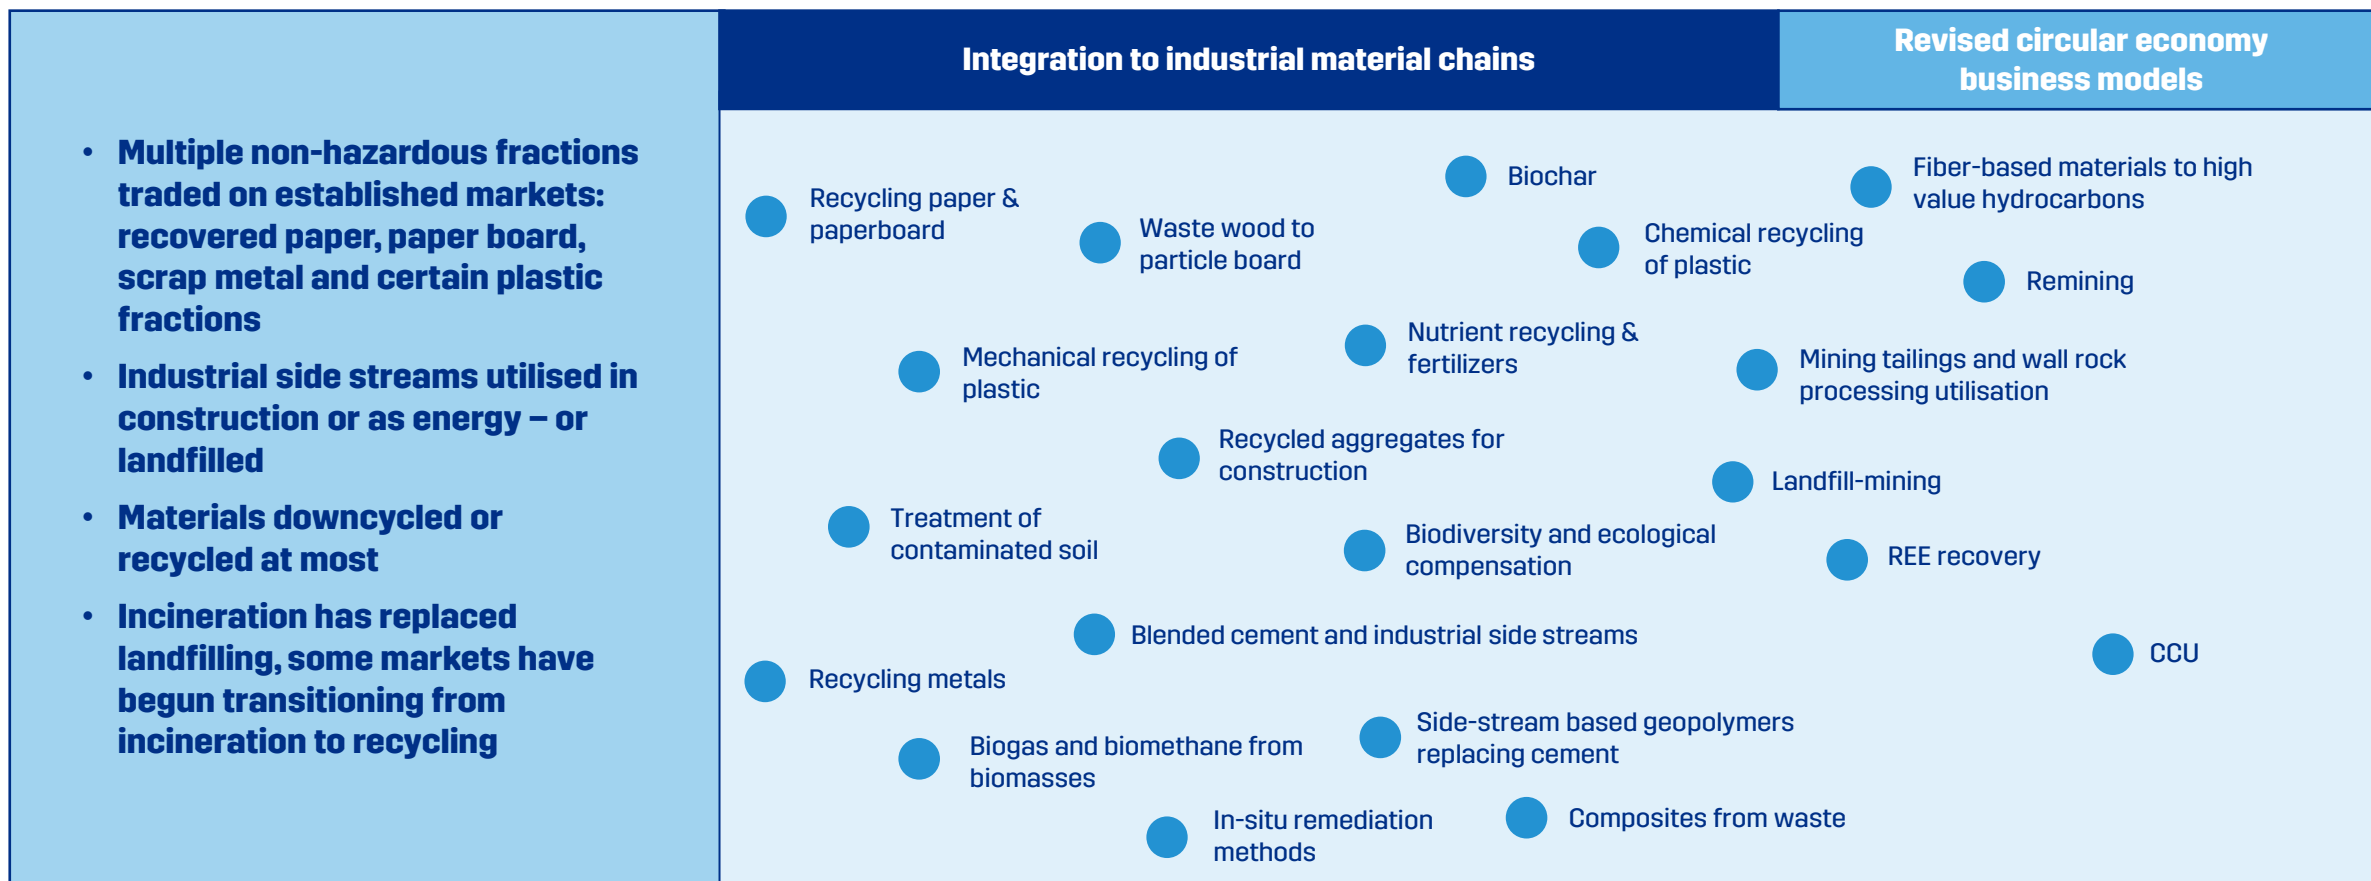 Integration to industrial material chains
Revised circular economy
business models
• Multiple non-hazardous fractions
traded on established markets:
recovered paper, paper board,
scrap metal and certain plastic
fractions
• Industrial side streams utilised in
construction or as energy – or
landfilled
• Materials downcycled or
recycled at most
• Incineration has replaced
landfilling, some markets have
begun transitioning from
incineration to recycling
Recycling paper &
paperboard
Waste wood to
particle board
Biochar
Chemical recycling
of plastic
Fiber-based materials to high
value hydrocarbons
Remining
Mechanical recycling of
plastic
Nutrient recycling &
fertilizers
Mining tailings and wall rock
processing utilisation
Recycled aggregates for
construction
Landfill-mining
Treatment of
contaminated soil
Biodiversity and ecological
compensation
REE recovery
Blended cement and industrial side streams
CCU
Recycling metals
Side-stream based geopolymers
replacing cement
Biogas and biomethane from
biomasses
In-situ remediation
methods
Composites from waste